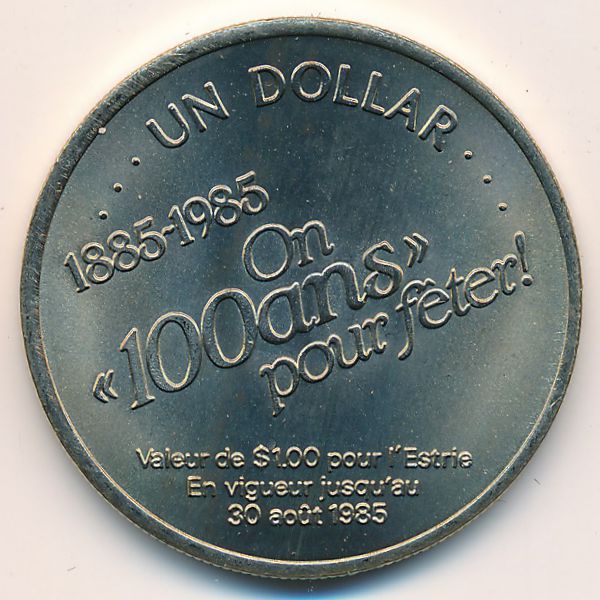 UN DOLLAR
1885-1985
On
«100ans»
pour fêter!
Valeur de $1.00 pour l'Estrie
En vigueur jusqu'au
30 août 1985